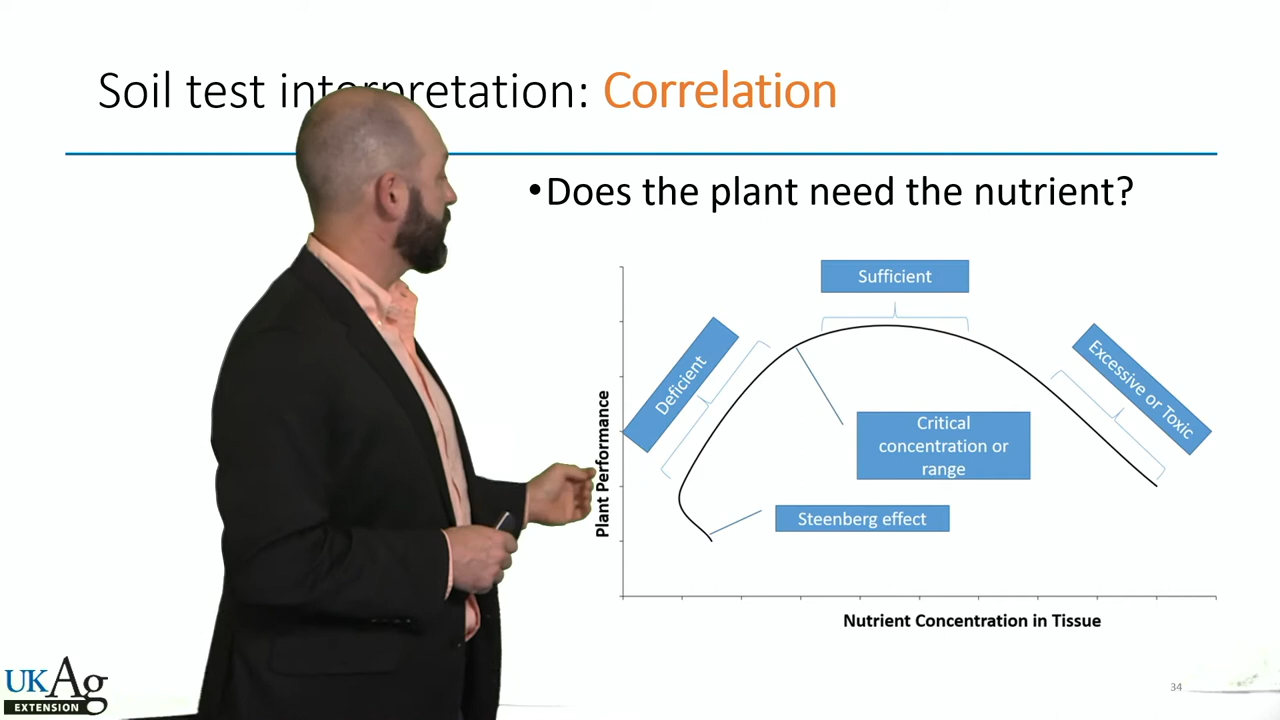 Soil test interpretation: Correlation
•Does the plant need the nutrient?
Sufficient
Deficient
Excessive or Toxic
Critical
concentration or
range
Steenberg effect
Plant Performance
Nutrient Concentration in Tissue
34
UKAg
EXTENSION